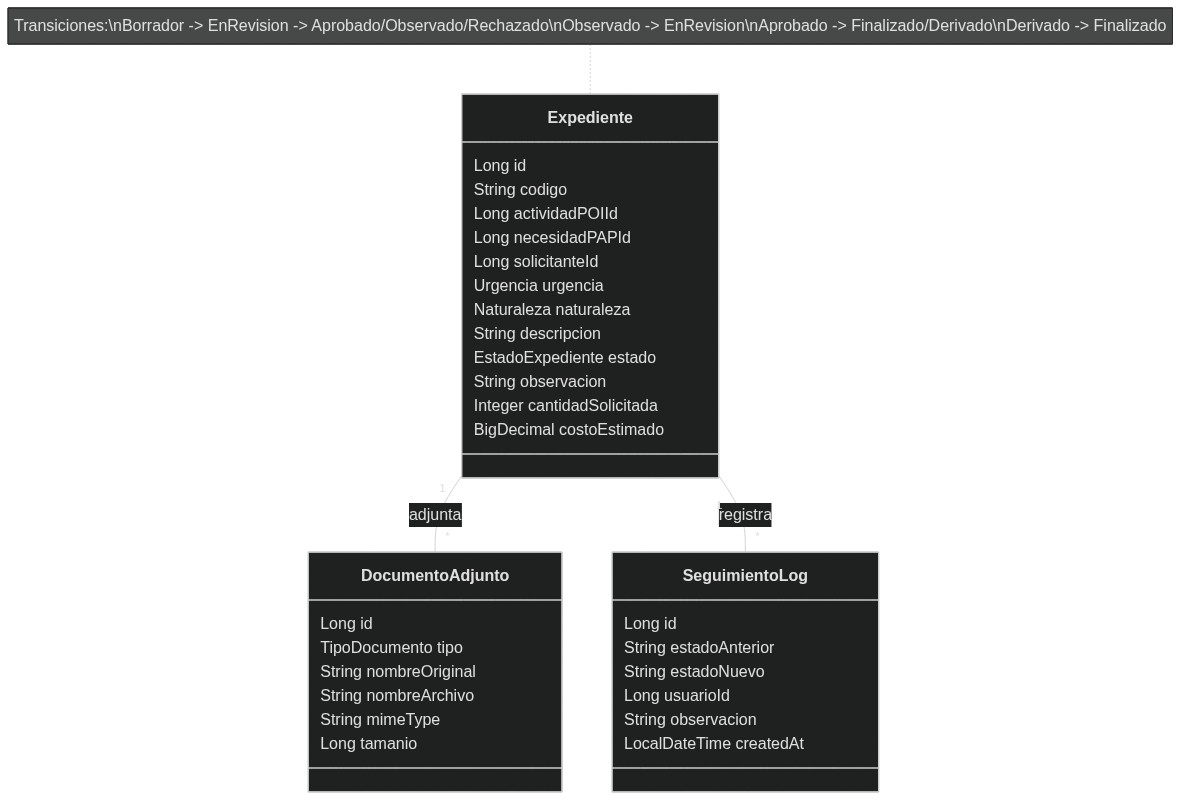 Transiciones:\nBorrador -> EnRevision -> Aprobado/Observado/Rechazado\nObservado -> EnRevision\nAprobado -> Finalizado/Derivado\nDerivado -> Finalizado
Expediente
Long id
String codigo
Long actividadPOIId
Long necesidadPAPId
Long solicitanteId
Urgencia urgencia
Naturaleza naturaleza
String descripcion
EstadoExpediente estado
String observacion
Integer cantidadSolicitada
BigDecimal costoEstimado
1
adjunta
*
1
registra
*
DocumentoAdjunto
Long id
TipoDocumento tipo
String nombreOriginal
String nombreArchivo
String mimeType
Long tamanio
SeguimientoLog
Long id
String estadoAnterior
String estadoNuevo
Long usuarioId
String observacion
LocalDateTime createdAt